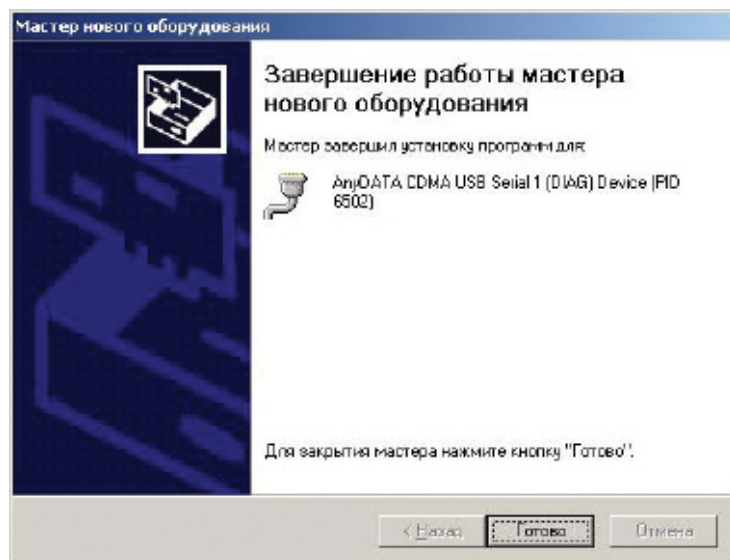 Мастер нового оборудования
Завершение работы мастера
нового оборудования
Мастер завершил установку программ для:
AnyDATA CDMA USB Serial 1 (DIAG) Device (PID
6502)
Для закрытия мастера нажмите кнопку "Готово".
< Назад Готово Отмена